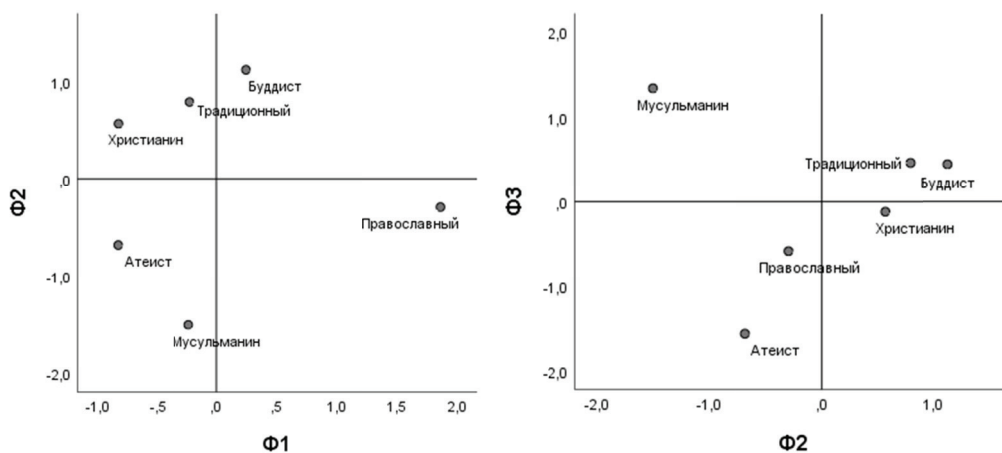 1,0
,0
-1,0
-2,0
Ф2
Буддист
Традиционный
Христианин
Православный
Атеист
Мусульманин
-1,0 -,5 ,0 ,5 1,0 1,5 2,0
Ф1
2,0
1,0
,0
-1,0
-2,0
Ф3
Мусульманин
Традиционный
Буддист
Христианин
Православный
Атеист
-2,0 -1,0 ,0 1,0
Ф2